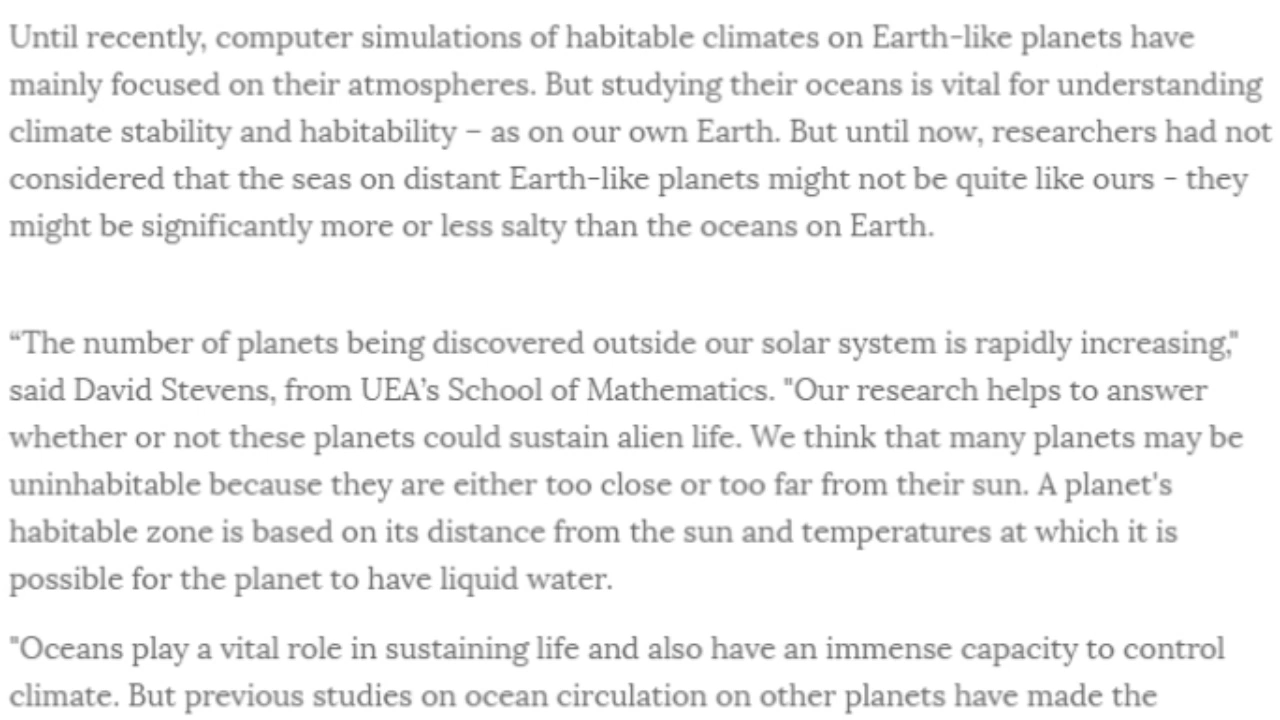 Until recently, computer simulations of habitable climates on Earth-like planets have
mainly focused on their atmospheres. But studying their oceans is vital for understanding
climate stability and habitability – as on our own Earth. But until now, researchers had not
considered that the seas on distant Earth-like planets might not be quite like ours – they
might be significantly more or less salty than the oceans on Earth.
“The number of planets being discovered outside our solar system is rapidly increasing,"
said David Stevens, from UEA’s School of Mathematics. "Our research helps to answer
whether or not these planets could sustain alien life. We think that many planets may be
uninhabitable because they are either too close or too far from their sun. A planet's
habitable zone is based on its distance from the sun and temperatures at which it is
possible for the planet to have liquid water.
"Oceans play a vital role in sustaining life and also have an immense capacity to control
climate. But previous studies on ocean circulation on other planets have made the